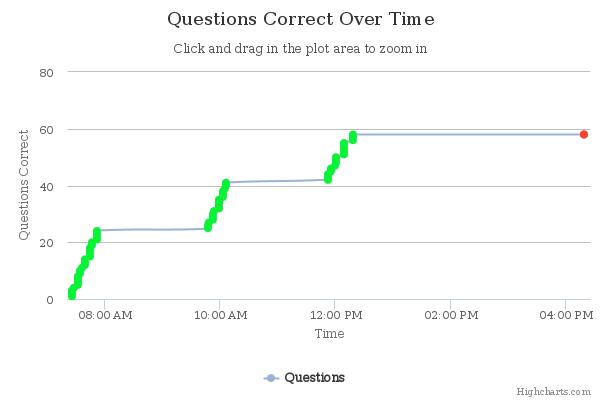 Questions Correct Over Time
Click and drag in the plot area to zoom in
Questions Correct
80
60
40
20
0
08:00 AM
10:00 AM
12:00 PM
02:00 PM
04:00 PM
Time
Questions
Highcharts.com